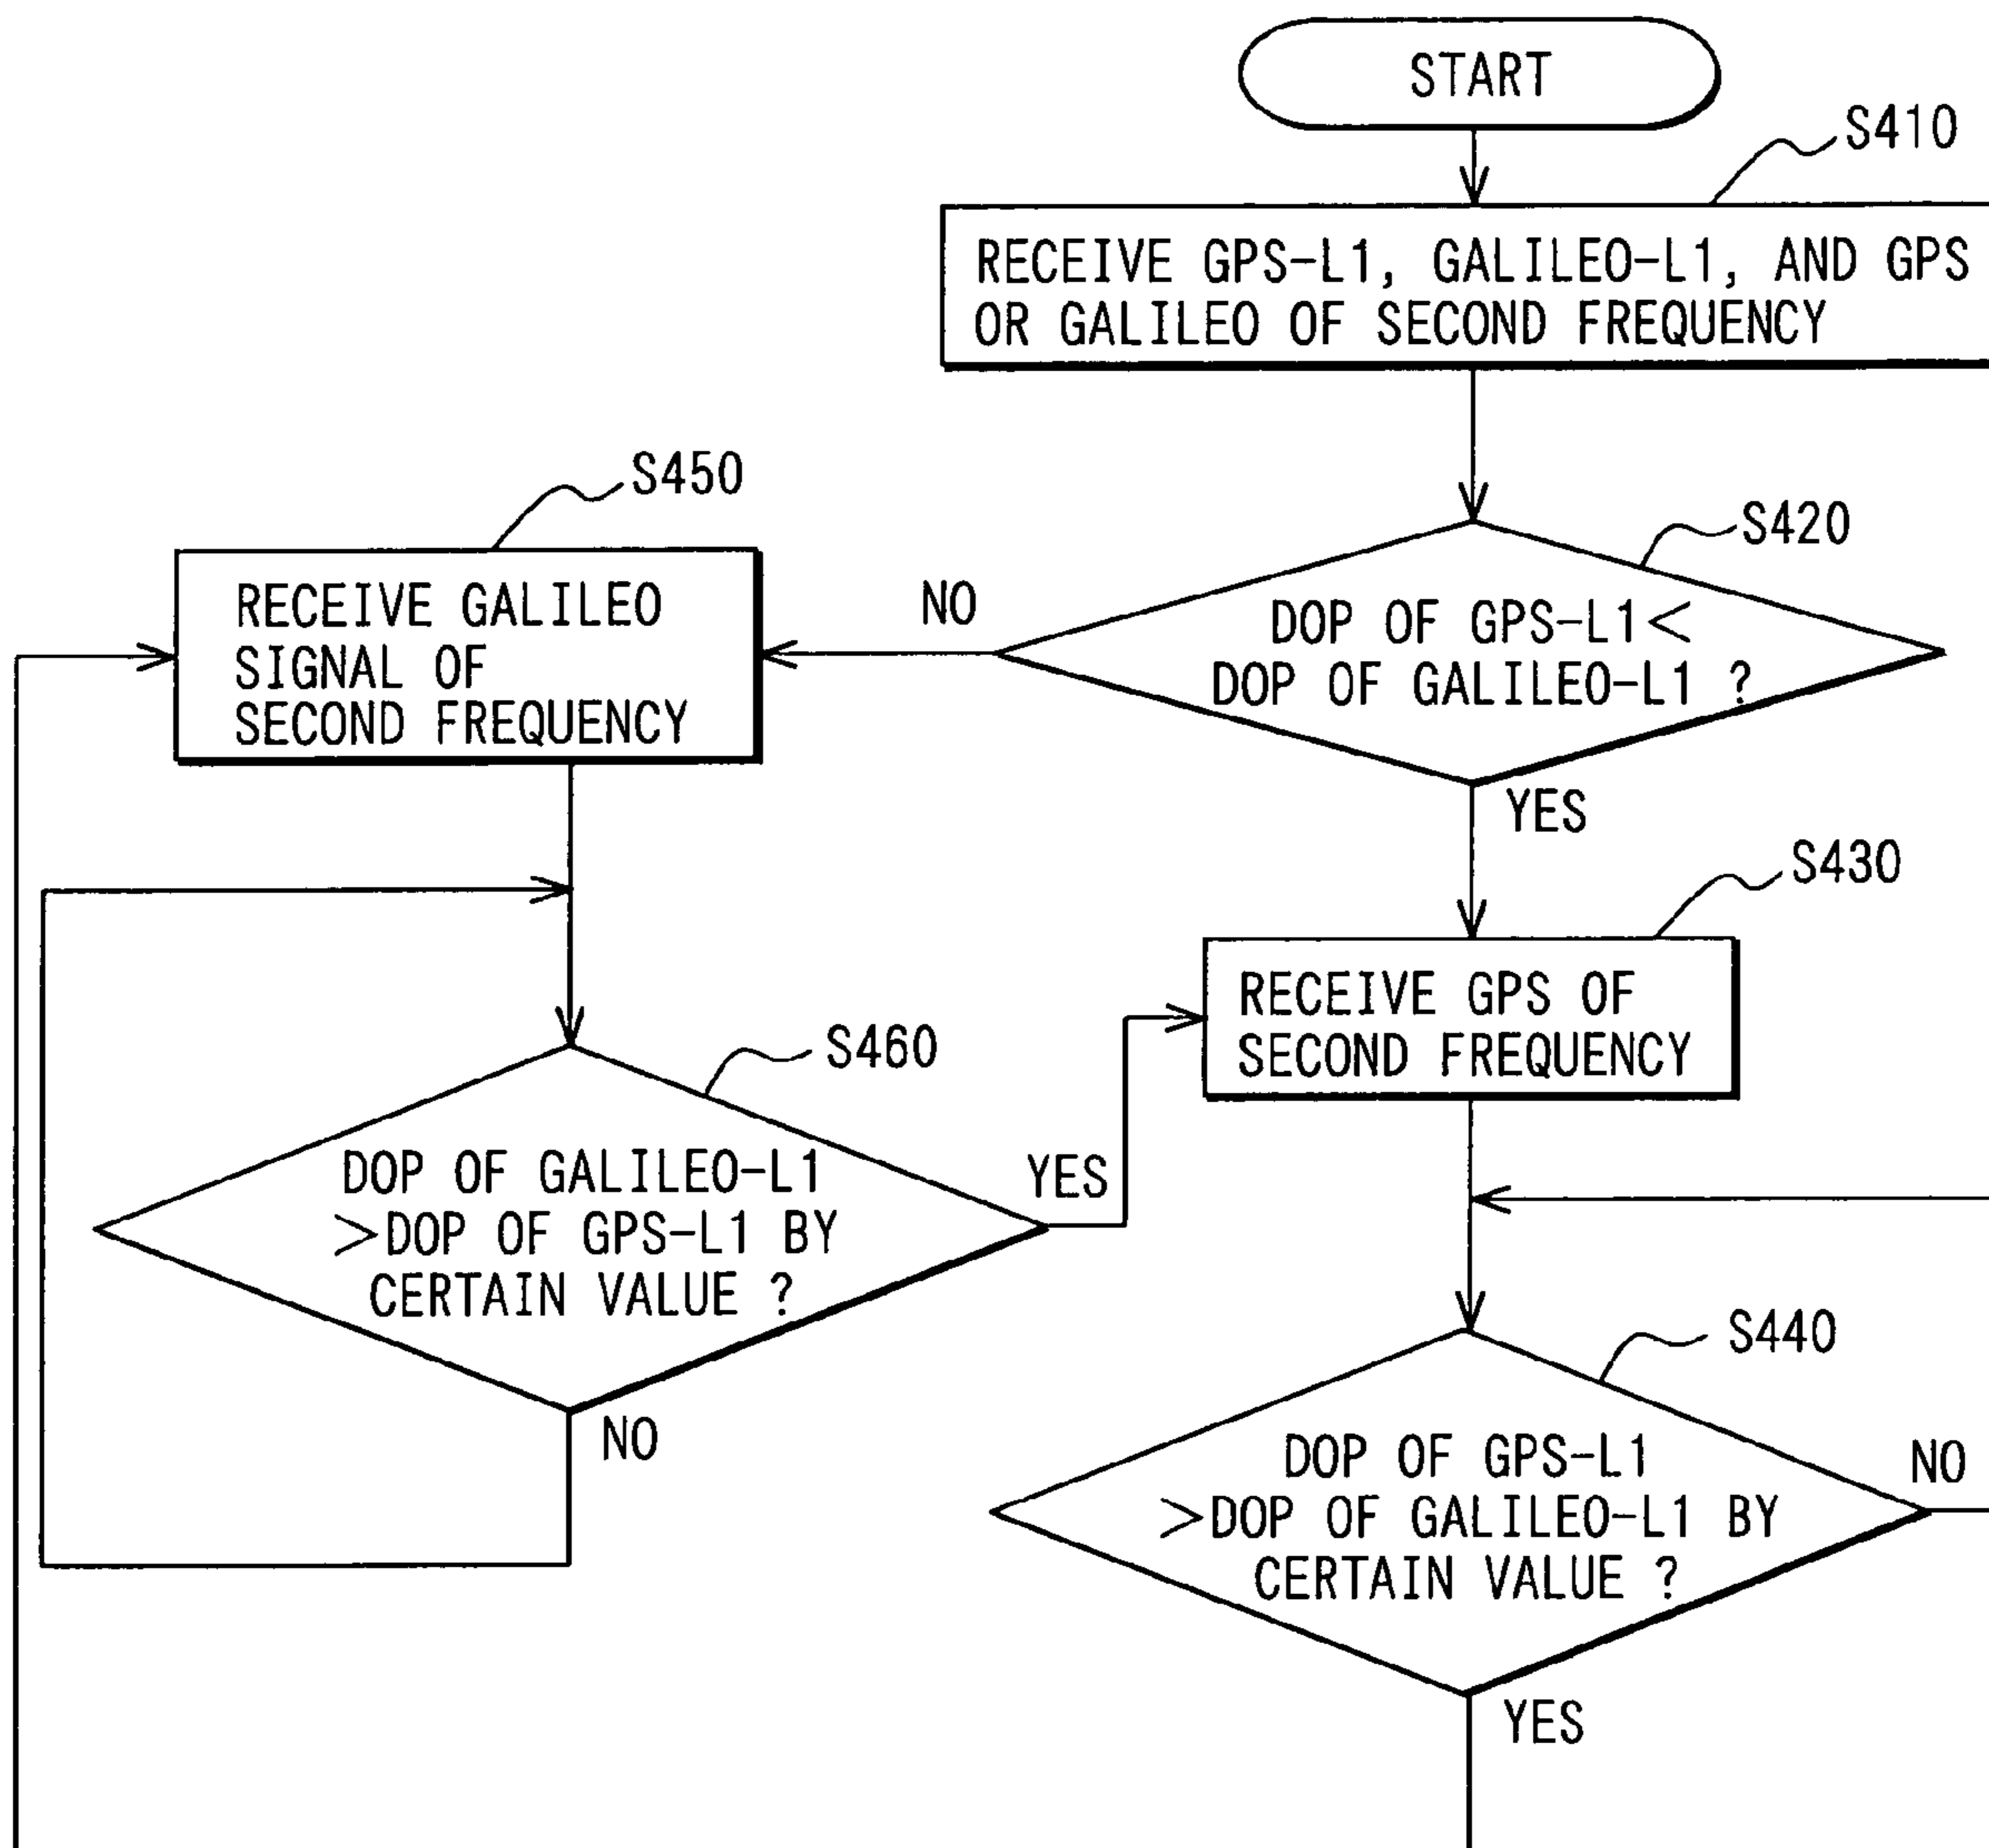 START
S410
RECEIVE GPS-L1, GALILEO-L1, AND GPS
OR GALILEO OF SECOND FREQUENCY
S420
DOP OF GPS-L1<
DOP OF GALILEO-L1 ?
NO
YES
S450
RECEIVE GALILEO
SIGNAL OF
SECOND FREQUENCY
S430
RECEIVE GPS OF
SECOND FREQUENCY
S460
DOP OF GALILEO-L1
>DOP OF GPS-L1 BY
CERTAIN VALUE ?
YES
NO
S440
DOP OF GPS-L1
>DOP OF GALILEO-L1 BY
CERTAIN VALUE ?
NO
YES